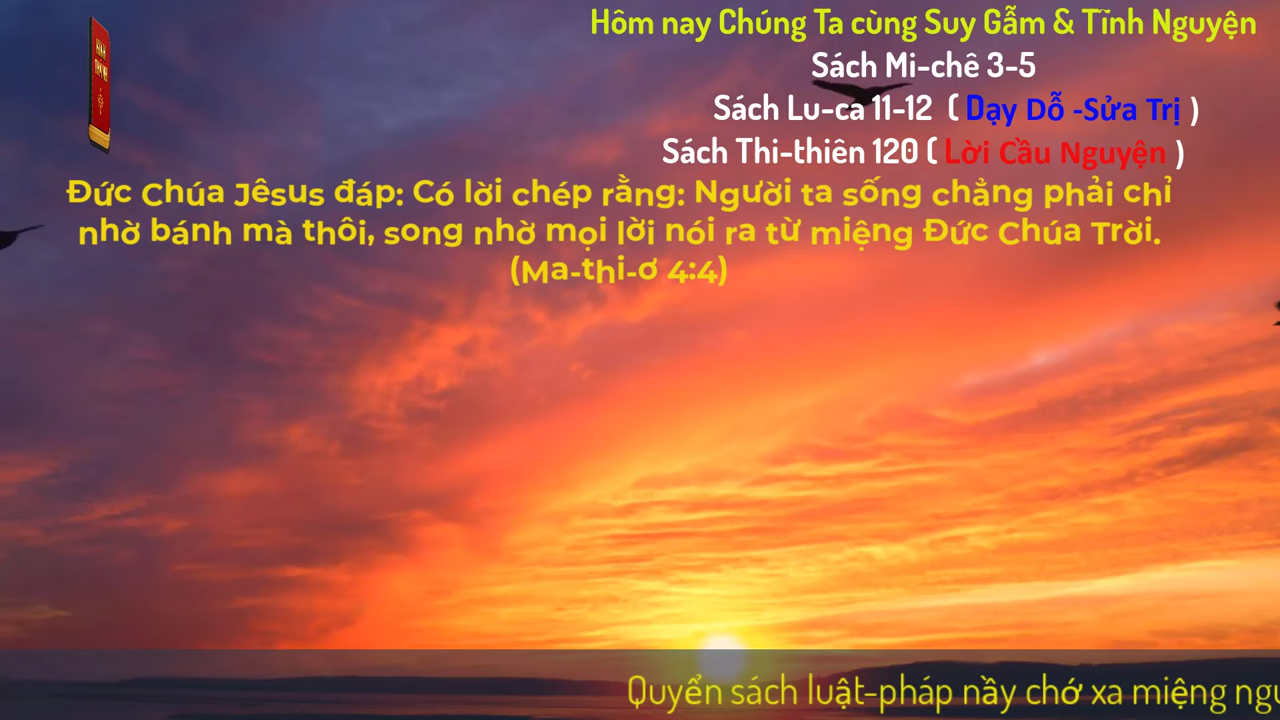 Hôm nay Chúng Ta cùng Suy Gẫm & Tĩnh Nguyện
Sách Mi-chê 3-5
Sách Lu-ca 11-12 ( Dạy Dỗ -Sửa Trị )
Sách Thi-thiên 120 ( Lời Cầu Nguyện )
Đức Chúa Jêsus đáp: Có lời chép rằng: Người ta sống chẳng phải chỉ
nhờ bánh mà thôi, song nhờ mọi lời nói ra từ miệng Đức Chúa Trời.
(Ma-thi-ơ 4:4)
Quyển sách luật-pháp nầy chớ xa miệng